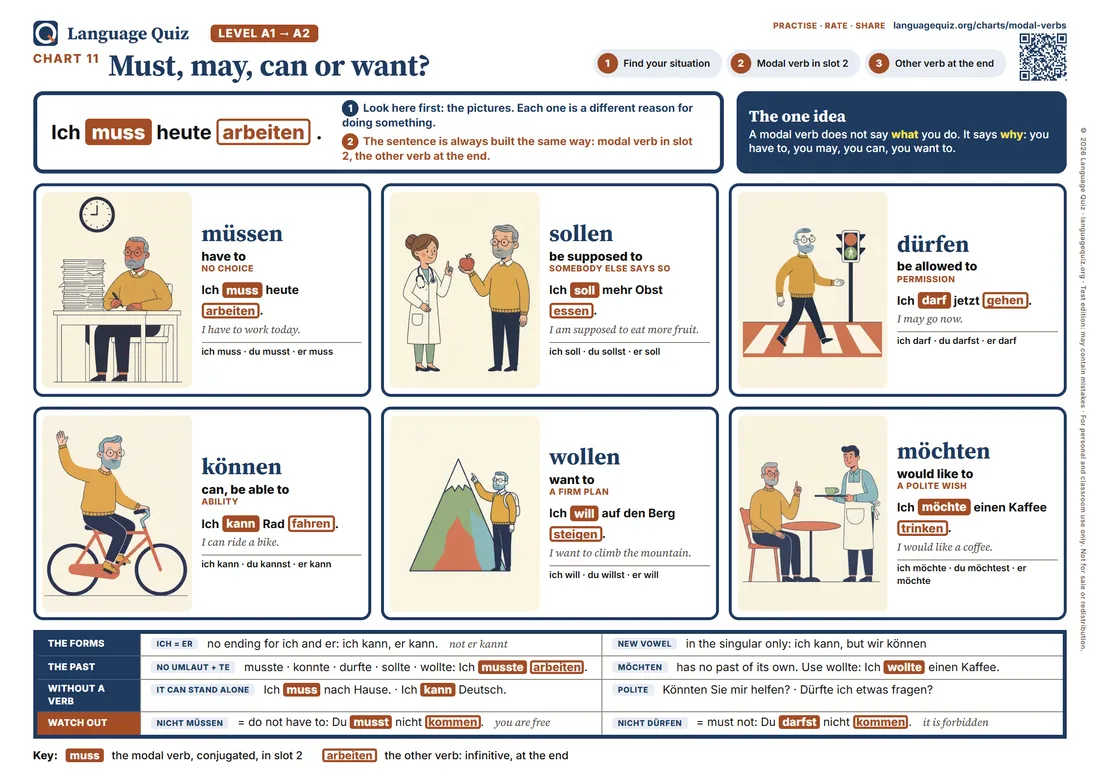 Language Quiz
LEVEL A1 → A2
PRACTISE · RATE · SHARE languagequiz.org/charts/modal-verbs
CHART 11
Must, may, can or want?
1 Find your situation
2 Modal verb in slot 2
3 Other verb at the end
Ich muss heute arbeiten .
1 Look here first: the pictures. Each one is a different reason for
doing something.
2 The sentence is always built the same way: modal verb in slot
2, the other verb at the end.
The one idea
A modal verb does not say what you do. It says why: you
have to, you may, you can, you want to.
müssen
have to
NO CHOICE
Ich muss heute
arbeiten .
I have to work today.
ich muss · du musst · er muss
sollen
be supposed to
SOMEBODY ELSE SAYS SO
Ich soll mehr Obst
essen .
I am supposed to eat more fruit.
ich soll · du sollst · er soll
dürfen
be allowed to
PERMISSION
Ich darf jetzt gehen .
I may go now.
ich darf · du darfst · er darf
können
can, be able to
ABILITY
Ich kann Rad fahren .
I can ride a bike.
ich kann · du kannst · er kann
wollen
want to
A FIRM PLAN
Ich will auf den Berg
steigen .
I want to climb the mountain.
ich will · du willst · er will
möchten
would like to
A POLITE WISH
Ich möchte einen Kaffee
trinken .
I would like a coffee.
ich möchte · du möchtest · er
möchte
THE FORMS
ICH = ER no ending for ich and er: ich kann, er kann. not er kannt
NEW VOWEL in the singular only: ich kann, but wir können
THE PAST
NO UMLAUT + TE musste · konnte · durfte · sollte · wollte: Ich musste arbeiten .
MÖCHTEN has no past of its own. Use wollte: Ich wollte einen Kaffee.
WITHOUT A
VERB
IT CAN STAND ALONE Ich muss nach Hause. · Ich kann Deutsch.
POLITE Könnten Sie mir helfen? · Dürfte ich etwas fragen?
WATCH OUT
NICHT MÜSSEN = do not have to: Du musst nicht kommen . you are free
NICHT DÜRFEN = must not: Du darfst nicht kommen . it is forbidden
Key: muss the modal verb, conjugated, in slot 2 arbeiten the other verb: infinitive, at the end
© 2026 Language Quiz · languagequiz.org · Test edition: may contain mistakes · For personal and classroom use only. Not for sale or redistribution.